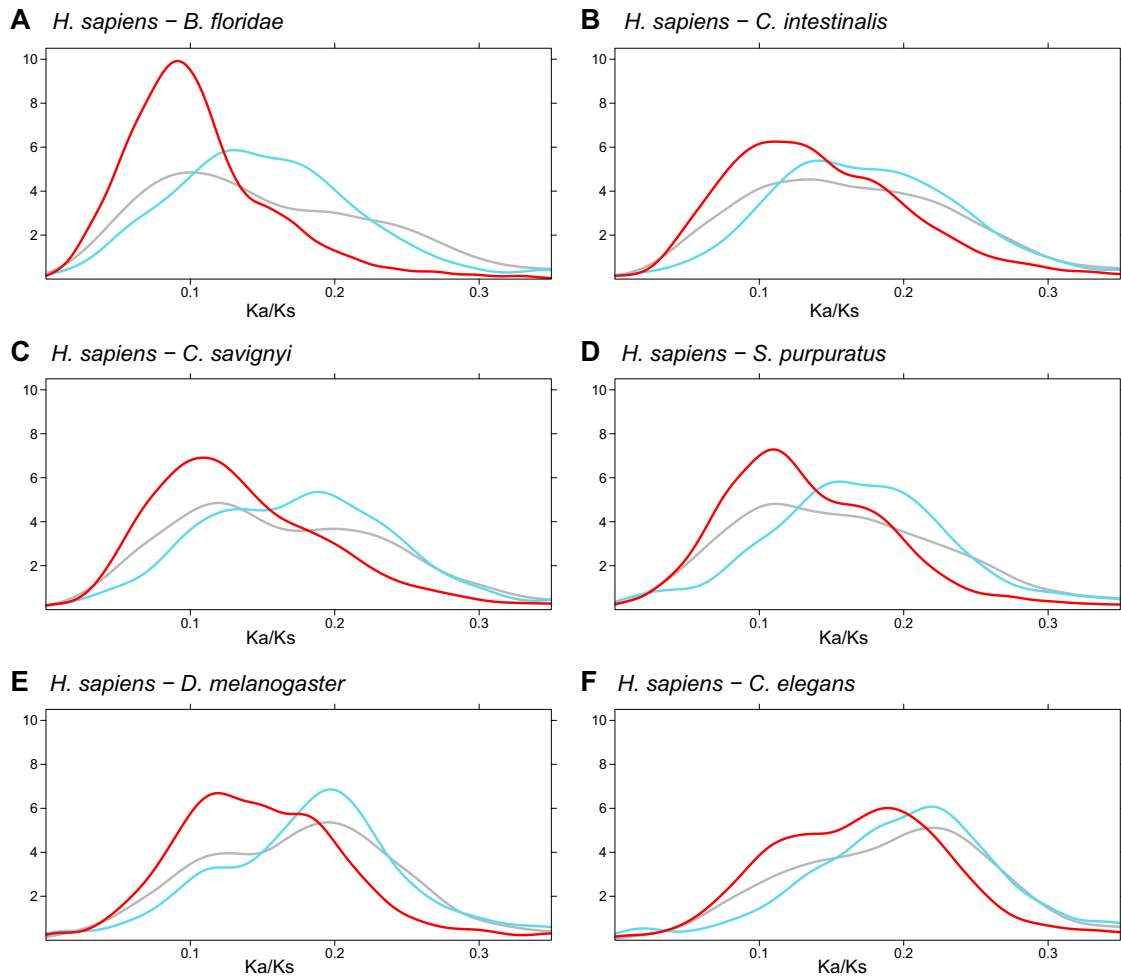 A H. sapiens − B. floridae
10
8
6
4
2
0.1 0.2 0.3
Ka/Ks
B H. sapiens − C. intestinalis
10
8
6
4
2
0.1 0.2 0.3
Ka/Ks
C H. sapiens − C. savignyi
10
8
6
4
2
0.1 0.2 0.3
Ka/Ks
D H. sapiens − S. purpuratus
10
8
6
4
2
0.1 0.2 0.3
Ka/Ks
E H. sapiens − D. melanogaster
10
8
6
4
2
0.1 0.2 0.3
Ka/Ks
F H. sapiens − C. elegans
10
8
6
4
2
0.1 0.2 0.3
Ka/Ks